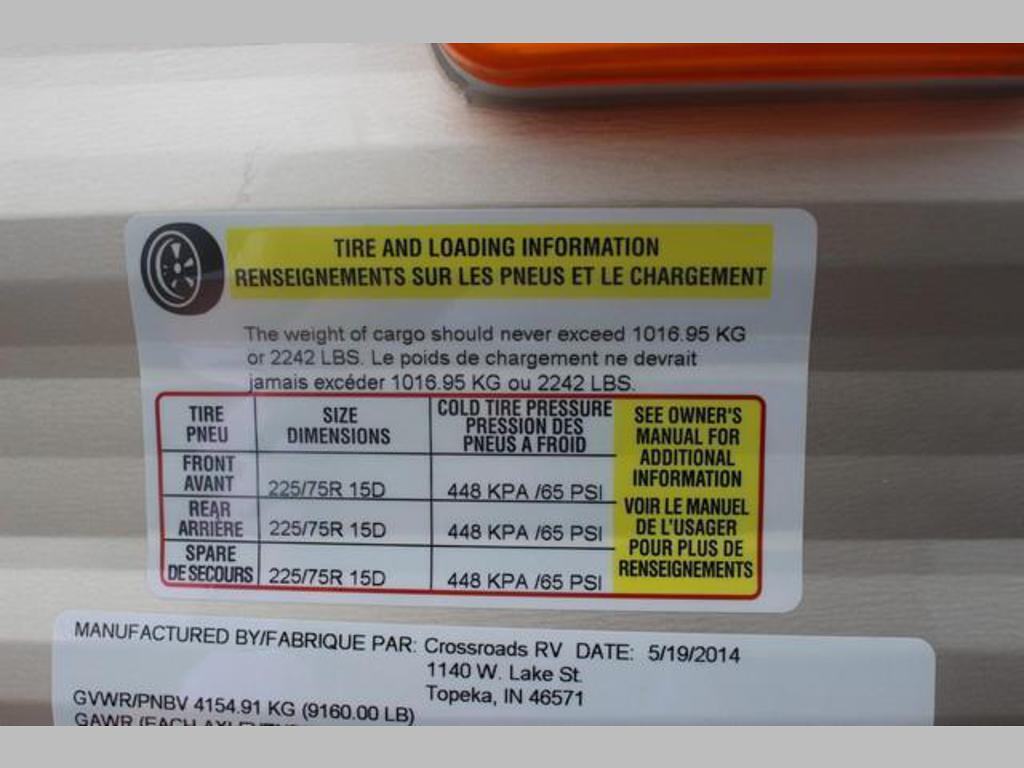 TIRE AND LOADING INFORMATION
RENSEIGNEMENTS SUR LES PNEUS ET LE CHARGEMENT
The weight of cargo should never exceed 1016.95 KG
or 2242 LBS. Le poids de chargement ne devrait
jamais excéder 1016.95 KG ou 2242 LBS.
TIRE
PNEU
SIZE
DIMENSIONS
COLD TIRE PRESSURE
PRESSION DES
PNEUS A FROID
SEE OWNER'S
MANUAL FOR
ADDITIONAL
INFORMATION
VOIR LE MANUEL
DE L'USAGER
POUR PLUS DE
RENSEIGNEMENTS
FRONT
AVANT
225/75R 15D
448 KPA /65 PSI
REAR
ARRIÈRE
225/75R 15D
448 KPA /65 PSI
SPARE
DE SECOURS
225/75R 15D
448 KPA /65 PSI
MANUFACTURED BY/FABRIQUE PAR: Crossroads RV DATE: 5/19/2014
1140 W. Lake St.
Topeka, IN 46571
GVWR/PNBV 4154.91 KG (9160.00 LB)
GAWR (EACH